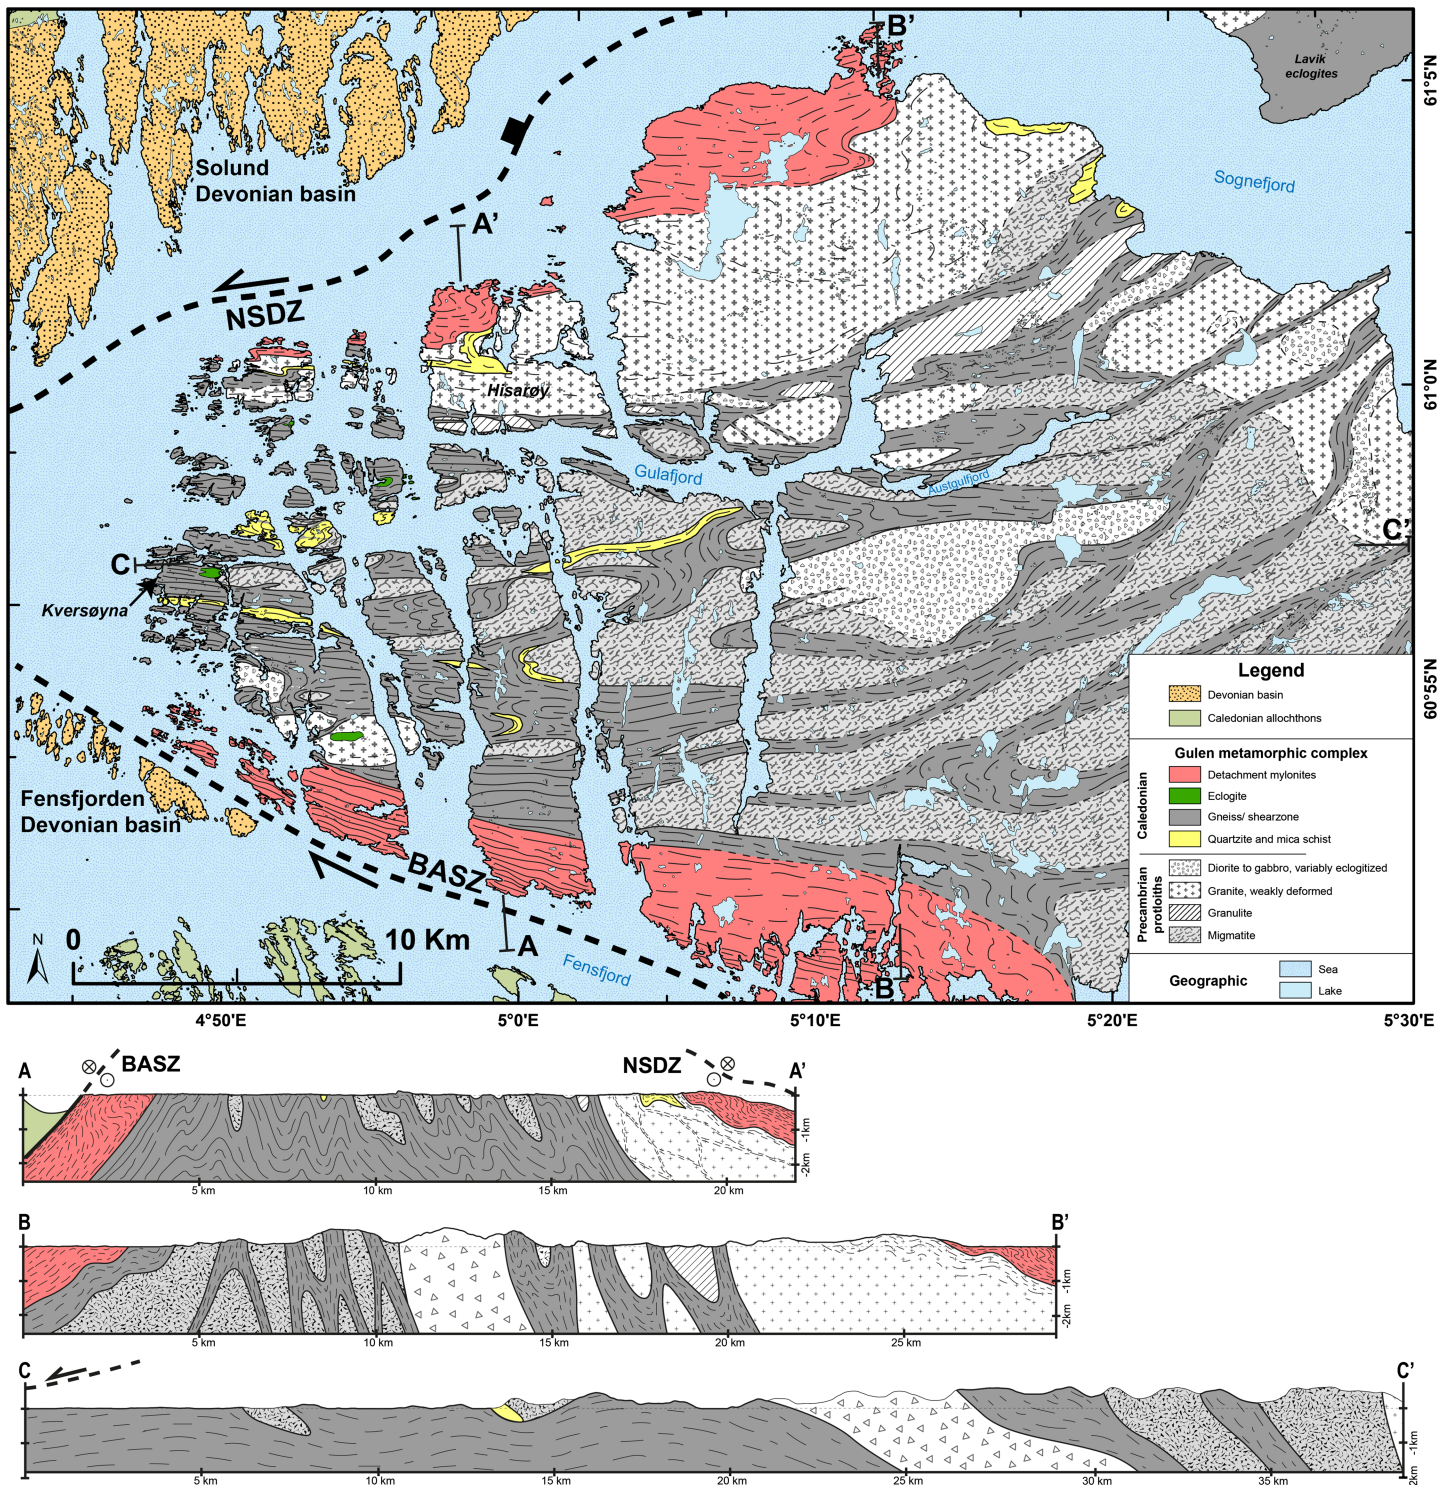 B'
Lavik
eclogites
61°5'N
Solund
Devonian basin
Sognefjord
A'
NSDZ
Hisarøy
61°0'N
Gulafjord
Austgulfjord
C
C'
Kversøyna
60°55'N
Fensfjorden
Devonian basin
BASZ
N
0
10 Km
A
Fensfjord
B
Legend
Devonian basin
Caledonian allochthons
Gulen metamorphic complex
Caledonian
Detachment mylonites
Eclogite
Gneiss/ shearzone
Quartzite and mica schist
Precambrian
protloiths
Diorite to gabbro, variably eclogitized
Granite, weakly deformed
Granulite
Migmatite
Geographic
Sea
Lake
4°50'E
5°0'E
5°10'E
5°20'E
5°30'E
A
BASZ
NSDZ
A'
-1km
-2km
5 km
10 km
15 km
20 km
B
B'
-1km
-2km
5 km
10 km
15 km
20 km
25 km
C
C'
-1km
2km
5 km
10 km
15 km
20 km
25 km
30 km
35 km